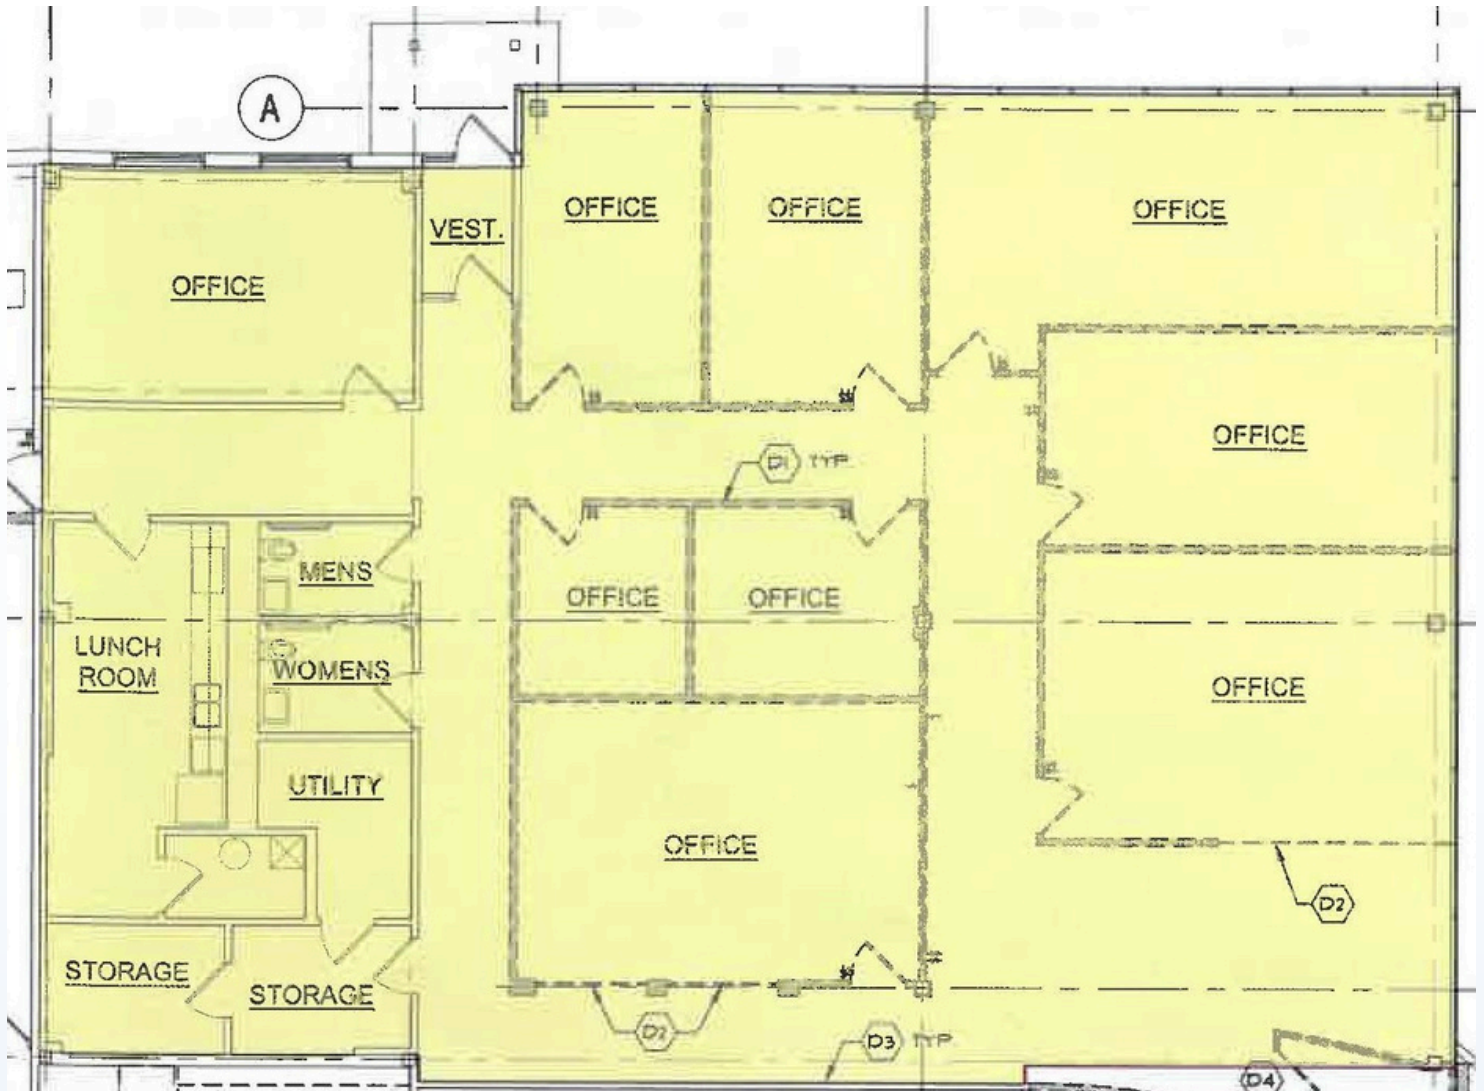 A
OFFICE
OFFICE
OFFICE
VEST.
OFFICE
OFFICE
D1 TYP.
MENS
OFFICE
OFFICE
LUNCH
ROOM
WOMENS
OFFICE
UTILITY
OFFICE
D2
STORAGE
STORAGE
D2
D3 TYP.
D4